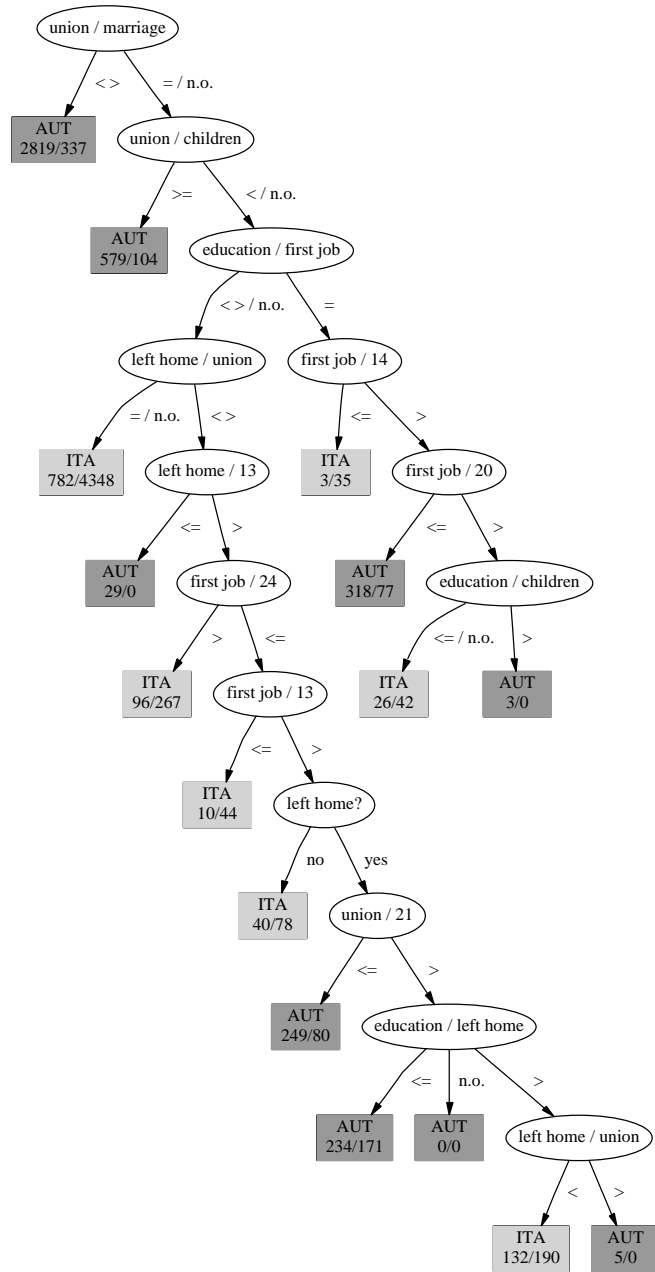 union / marriage
< >
= / n.o.
AUT
2819/337
union / children
>=
< / n.o.
AUT
579/104
education / first job
< > / n.o.
=
left home / union
first job / 14
= / n.o.
< >
<=
>
ITA
782/4348
left home / 13
ITA
3/35
first job / 20
<=
>
<=
>
AUT
29/0
first job / 24
AUT
318/77
education / children
>
<=
<= / n.o.
>
ITA
96/267
first job / 13
ITA
26/42
AUT
3/0
<=
>
ITA
10/44
left home?
no
yes
ITA
40/78
union / 21
<=
>
AUT
249/80
education / left home
<=
n.o.
>
AUT
234/171
AUT
0/0
left home / union
<
>
ITA
132/190
AUT
5/0